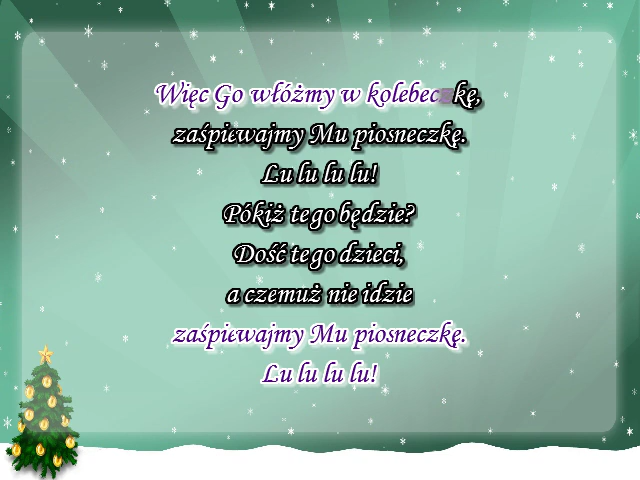 Więc Go włóżmy w kolebeczkę,
zaśpiewajmy Mu piosneczkę.
Lu lu lu lu!
Pókiż tego będzie?
Dość tego dzieci,
a czemuż nie idzie
zaśpiewajmy Mu piosneczkę.
Lu lu lu lu!